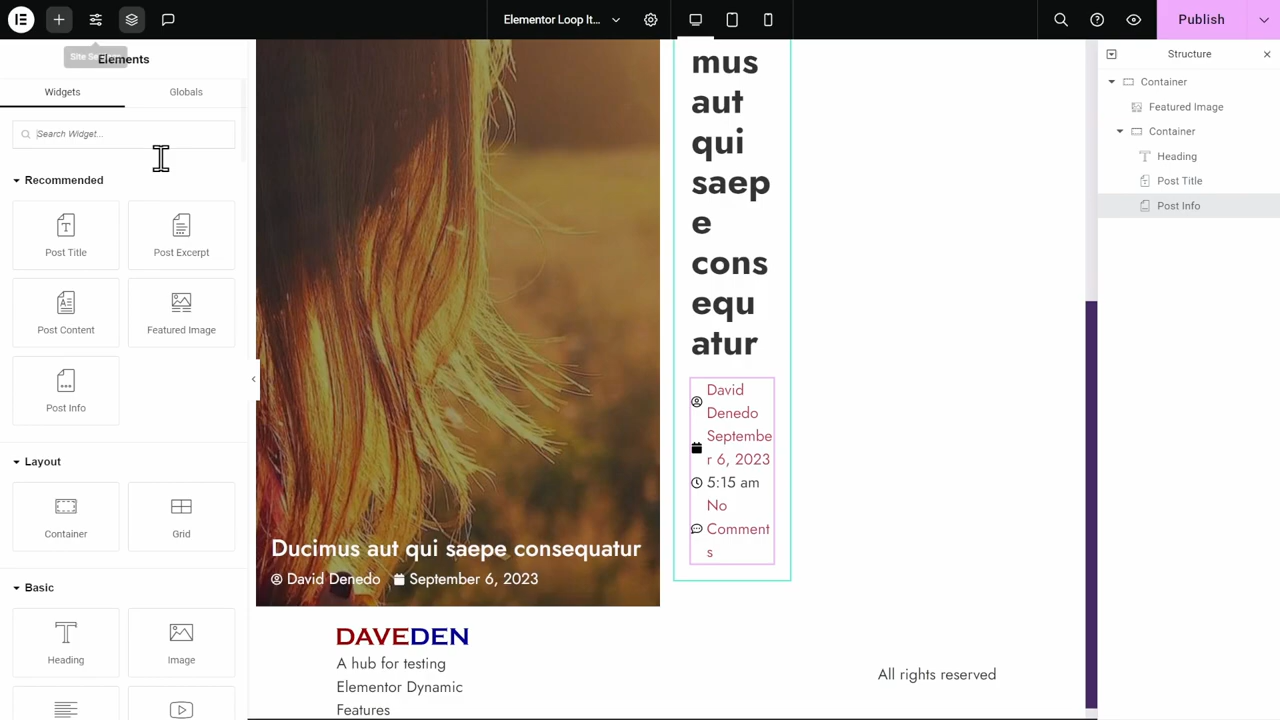 Elementor Loop It...
Publish
Site Se
Elements
Widgets
Globals
Search Widget...
Recommended
Post Title
Post Excerpt
Post Content
Featured Image
Post Info
Layout
Container
Grid
Basic
Heading
Image
Ducimus aut qui saepe consequatur
David Denedo
September 6, 2023
mus
aut
qui
saep
e
cons
equ
atur
David
Denedo
Septembe
r 6, 2023
5:15 am
No
Comment
s
DAVEDEN
A hub for testing
Elementor Dynamic
Features
All rights reserved
Structure
Container
Featured Image
Container
Heading
Post Title
Post Info